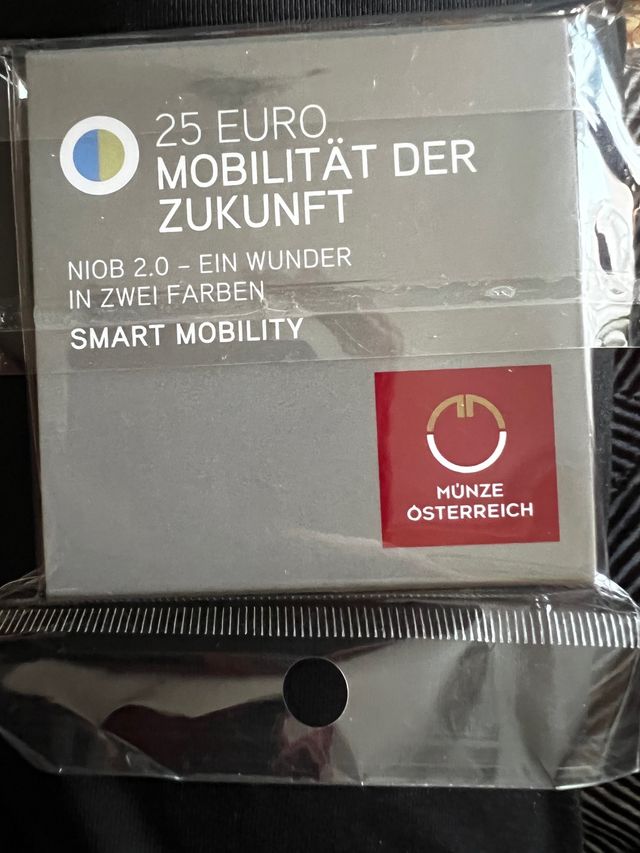 25 EURO
MOBILITÄT DER
ZUKUNFT
NIOB 2.0 – EIN WUNDER
IN ZWEI FARBEN
SMART MOBILITY
MÜNZE
ÖSTERREICH